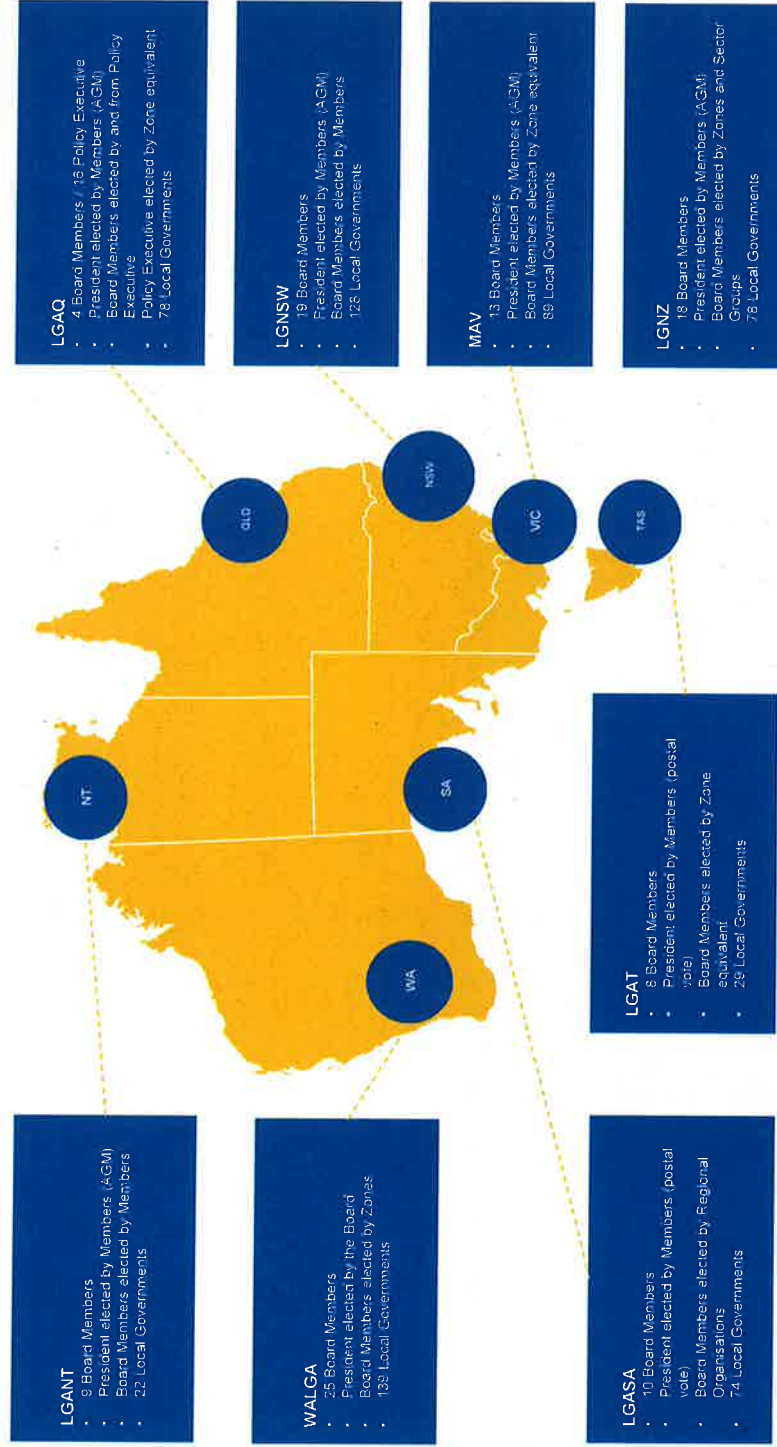 LGANT
• 9 Board Members
• President elected by Members (AGM)
• Board Members elected by Members
• 22 Local Governments
WALGA
• 25 Board Members
• President elected by the Board
• Board Members elected by Zones
• 139 Local Governments
LGASA
• 10 Board Members
• President elected by Members (postal
vote)
• Board Members elected by Regional
Organisations
• 74 Local Governments
NT
QLD
WA
SA
NSW
VIC
TAS
LGAT
• 8 Board Members
• President elected by Members (postal
vote)
• Board Members elected by Zone
equivalent
• 29 Local Governments
LGAQ
• 4 Board Members / 16 Policy Executive
• President elected by Members (AGM)
• Board Members elected by and from Policy
Executive
• Policy Executive elected by Zone equivalent
• 78 Local Governments
LGNSW
• 19 Board Members
• President elected by Members (AGM)
• Board Members elected by Members
• 128 Local Governments
MAV
• 13 Board Members
• President elected by Members (AGM)
• Board Members elected by Zone equivalent
• 89 Local Governments
LGNZ
• 18 Board Members
• President elected by Members (AGM)
• Board Members elected by Zones and Sector
Groups
• 78 Local Governments